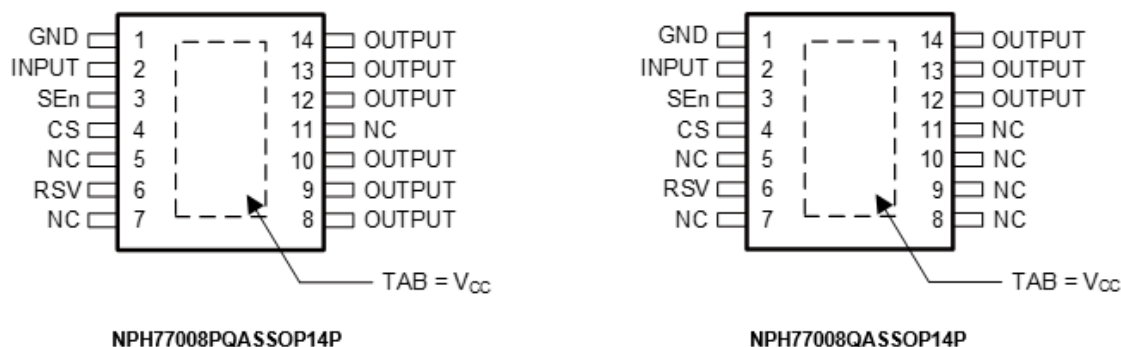 GND 1 14 OUTPUT
INPUT 2 13 OUTPUT
SEn 3 12 OUTPUT
CS 4 11 NC
NC 5 10 OUTPUT
RSV 6 9 OUTPUT
NC 7 8 OUTPUT
TAB = VCC
NPH77008PQASSOP14P
GND 1 14 OUTPUT
INPUT 2 13 OUTPUT
SEn 3 12 OUTPUT
CS 4 11 NC
NC 5 10 NC
RSV 6 9 NC
NC 7 8 NC
TAB = VCC
NPH77008QASSOP14P